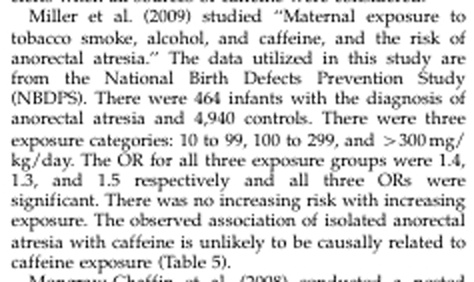 Miller et al. (2009) studied "Maternal exposure to
tobacco smoke, alcohol, and caffeine, and the risk of
anorectal atresia." The data utilized in this study are
from the National Birth Defects Prevention Study
(NBDPS). There were 464 infants with the diagnosis of
anorectal atresia and 4,940 controls. There were three
exposure categories: 10 to 99, 100 to 299, and >300 mg/
kg/day. The OR for all three exposure groups were 1.4,
1.3, and 1.5 respectively and all three ORs were
significant. There was no increasing risk with increasing
exposure. The observed association of isolated anorectal
atresia with caffeine is unlikely to be causally related to
caffeine exposure (Table 5).
et al. (2008) conducted a nested